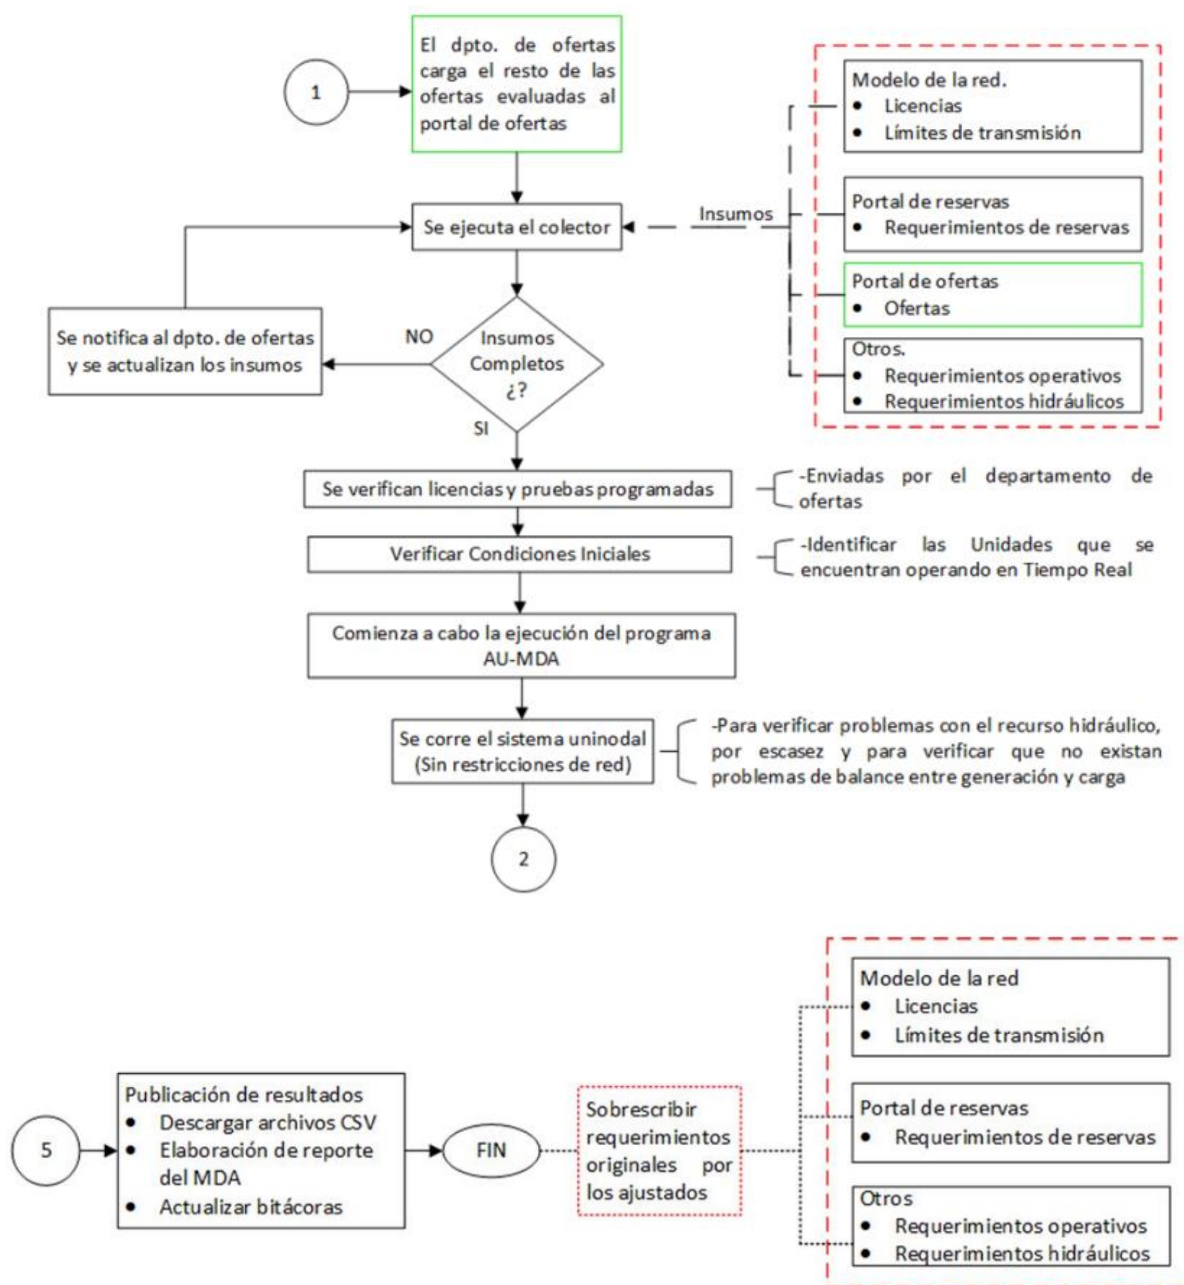 1
El dpto. de ofertas
carga el resto de las
ofertas evaluadas al
portal de ofertas
Modelo de la red.
• Licencias
• Límites de transmisión
Se ejecuta el colector
Insumos
Portal de reservas
• Requerimientos de reservas
Portal de ofertas
• Ofertas
Otros.
• Requerimientos operativos
• Requerimientos hidráulicos
Se notifica al dpto. de ofertas
y se actualizan los insumos
NO
Insumos
Completos
¿?
SI
Se verifican licencias y pruebas programadas
-Enviadas por el departamento de
ofertas
Verificar Condiciones Iniciales
-Identificar las Unidades que se
encuentran operando en Tiempo Real
Comienza a cabo la ejecución del programa
AU-MDA
Se corre el sistema uninodal
(Sin restricciones de red)
-Para verificar problemas con el recurso hidráulico,
por escasez y para verificar que no existan
problemas de balance entre generación y carga
2
5
Publicación de resultados
• Descargar archivos CSV
• Elaboración de reporte
del MDA
• Actualizar bitácoras
FIN
Sobrescribir
requerimientos
originales por
los ajustados
Modelo de la red
• Licencias
• Límites de transmisión
Portal de reservas
• Requerimientos de reservas
Otros
• Requerimientos operativos
• Requerimientos hidráulicos